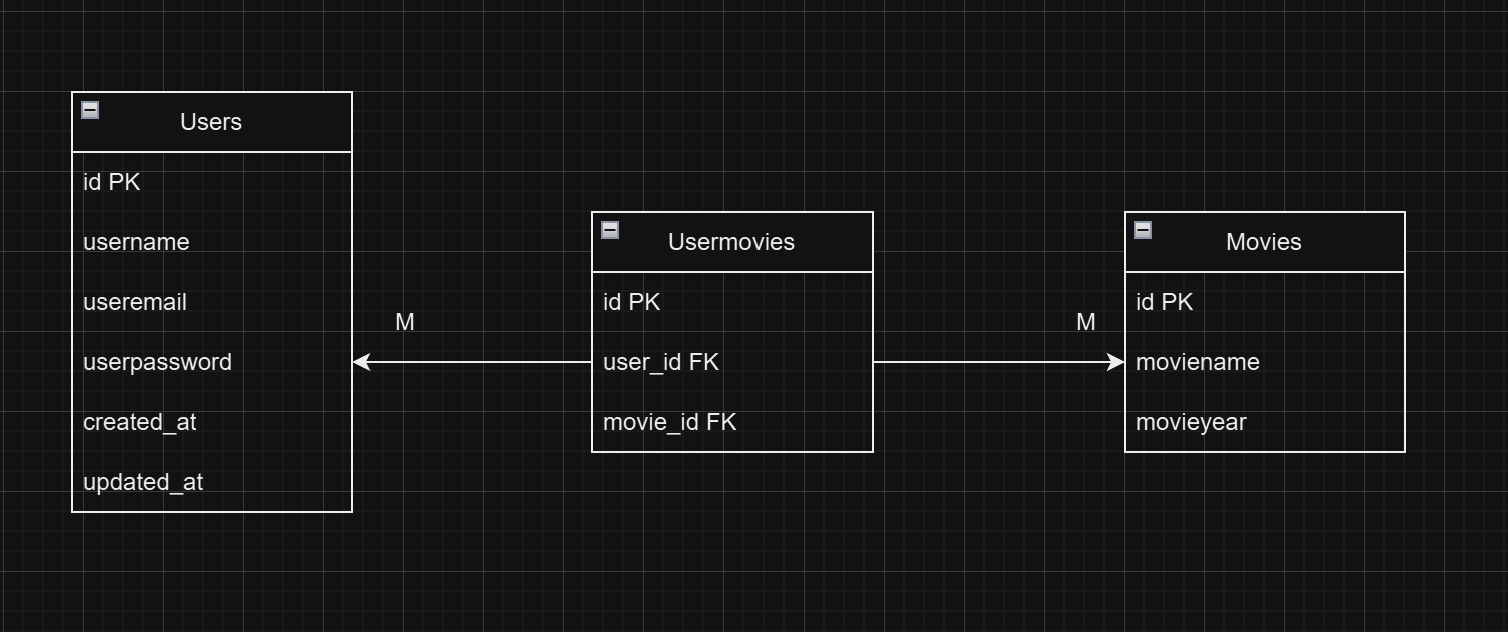 Users
id PK
username
useremail
userpassword
created_at
updated_at
M
Usermovies
id PK
user_id FK
movie_id FK
M
Movies
id PK
moviename
movieyear